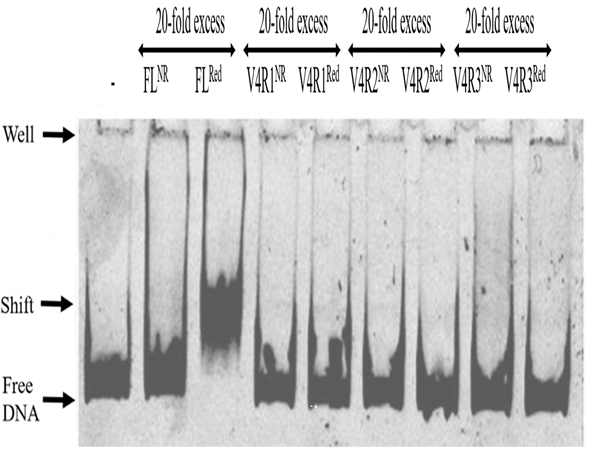 20-fold excess 20-fold excess 20-fold excess 20-fold excess
- FL^NR FL^Red V4R1^NR V4R1^Red V4R2^NR V4R2^Red V4R3^NR V4R3^Red
Well
Shift
Free
DNA